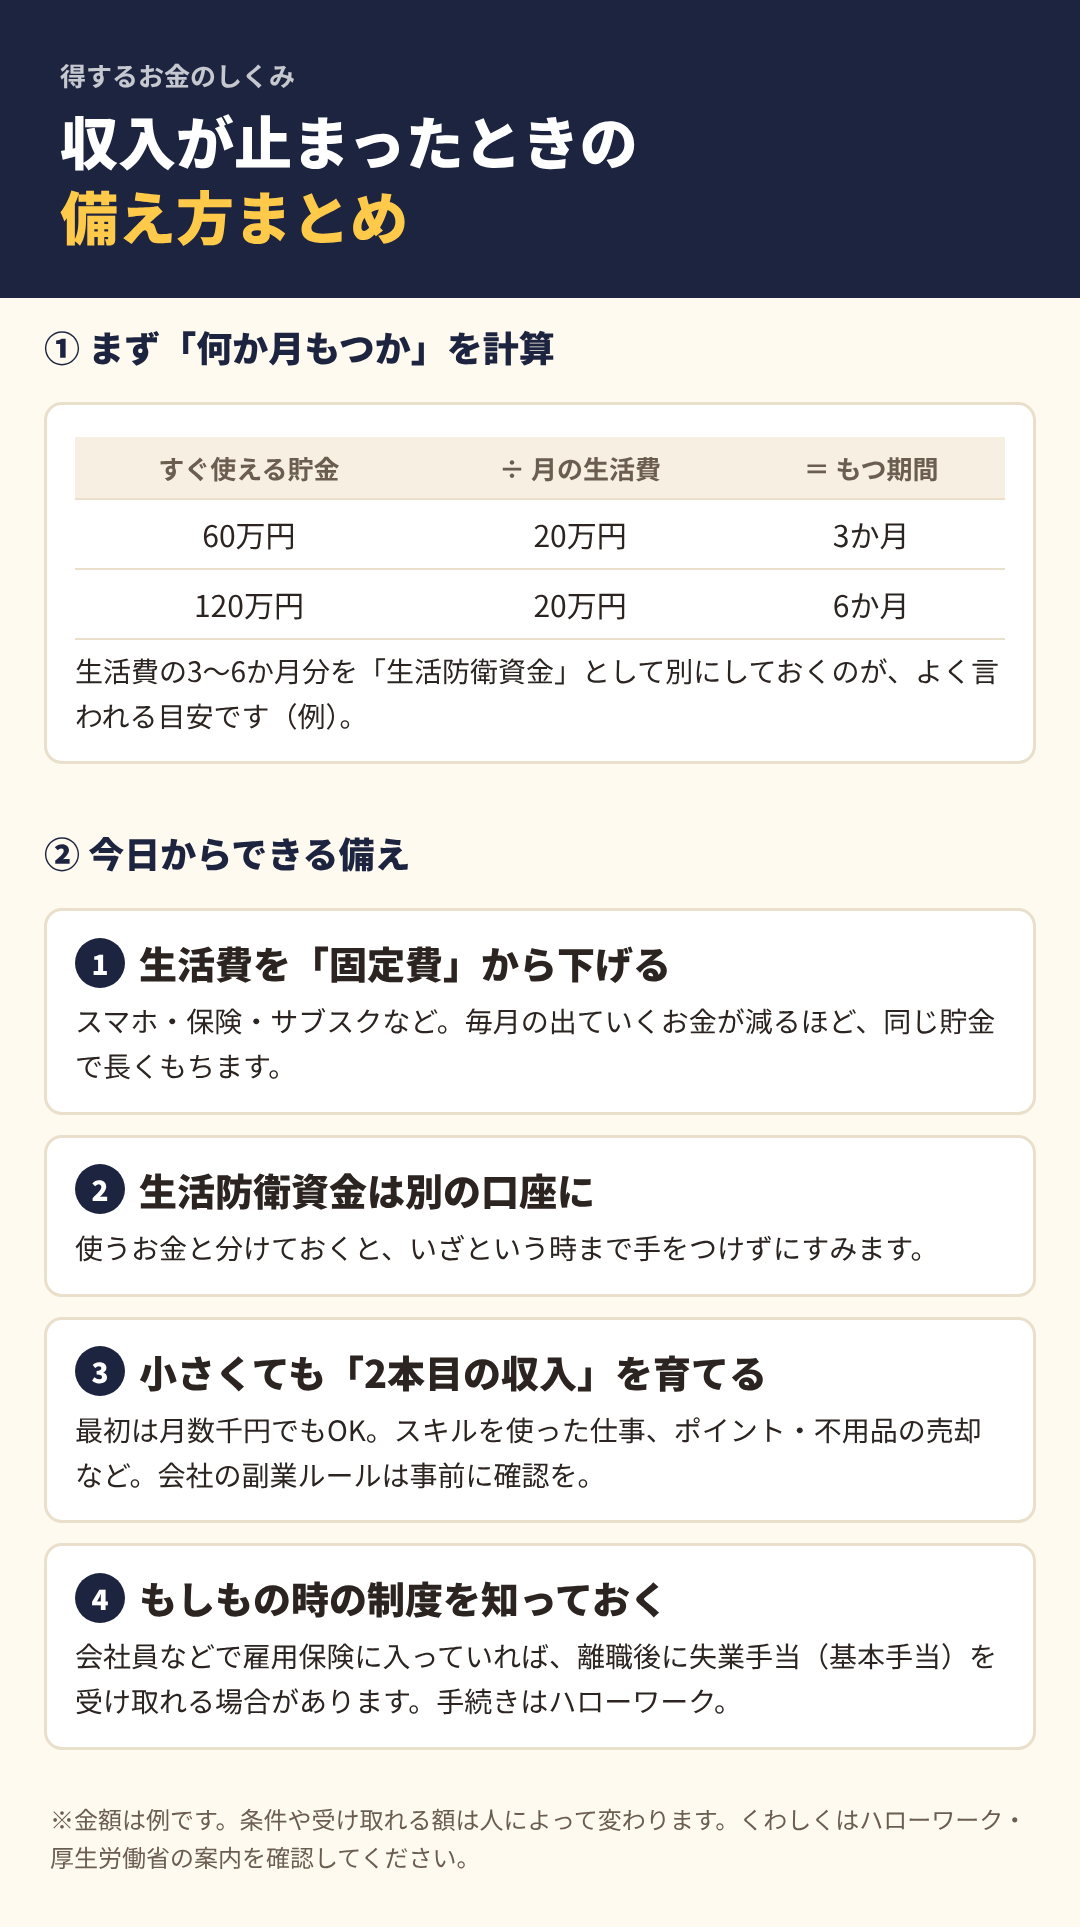 得するお金のしくみ
収入が止まったときの
備え方まとめ
① まず「何か月もつか」を計算
すぐ使える貯金 ÷ 月の生活費 ＝ もつ期間
60万円 20万円 3か月
120万円 20万円 6か月
生活費の3〜6か月分を「生活防衛資金」として別にしておくのが、よく言
われる目安です（例）。
② 今日からできる備え
1 生活費を「固定費」から下げる
スマホ・保険・サブスクなど。毎月の出ていくお金が減るほど、同じ貯金
で長くもちます。
2 生活防衛資金は別の口座に
使うお金と分けておくと、いざという時まで手をつけずにすみます。
3 小さくても「2本目の収入」を育てる
最初は月数千円でもOK。スキルを使った仕事、ポイント・不用品の売却
など。会社の副業ルールは事前に確認を。
4 もしもの時の制度を知っておく
会社員などで雇用保険に入っていれば、離職後に失業手当（基本手当）を
受け取れる場合があります。手続きはハローワーク。
※金額は例です。条件や受け取れる額は人によって変わります。くわしくはハローワーク・
厚生労働省の案内を確認してください。